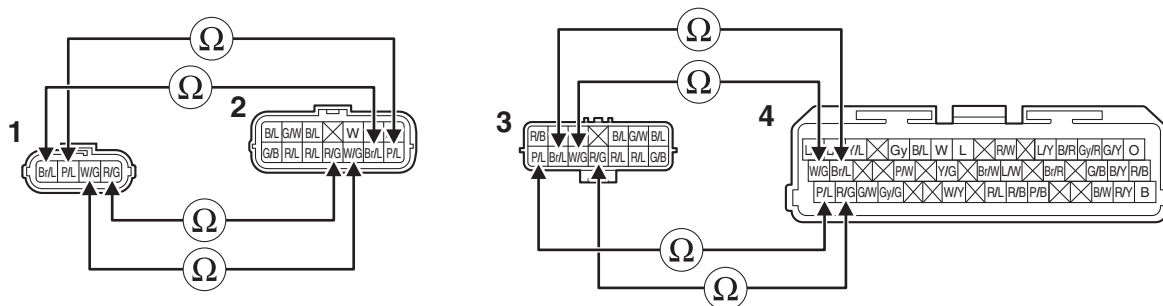 Ω Ω
Ω Ω
1 2 3 4
B/L G/W B/L W
G/B R/L R/L R/G W/G Br/L P/L
Br/L P/L W/G R/G
R/B B/L G/W B/L
P/L Br/L W/G R/G R/L R/L G/B
L Y/L Gy B/L W L R/W L/Y B/R Gy/R G/Y O
W/G Br/L P/W Y/G Br/W L/W Br/R G/B B/Y R/B
P/L R/G G/W Gy/G W/Y R/L R/B P/B B/W R/Y B
Ω Ω
Ω Ω